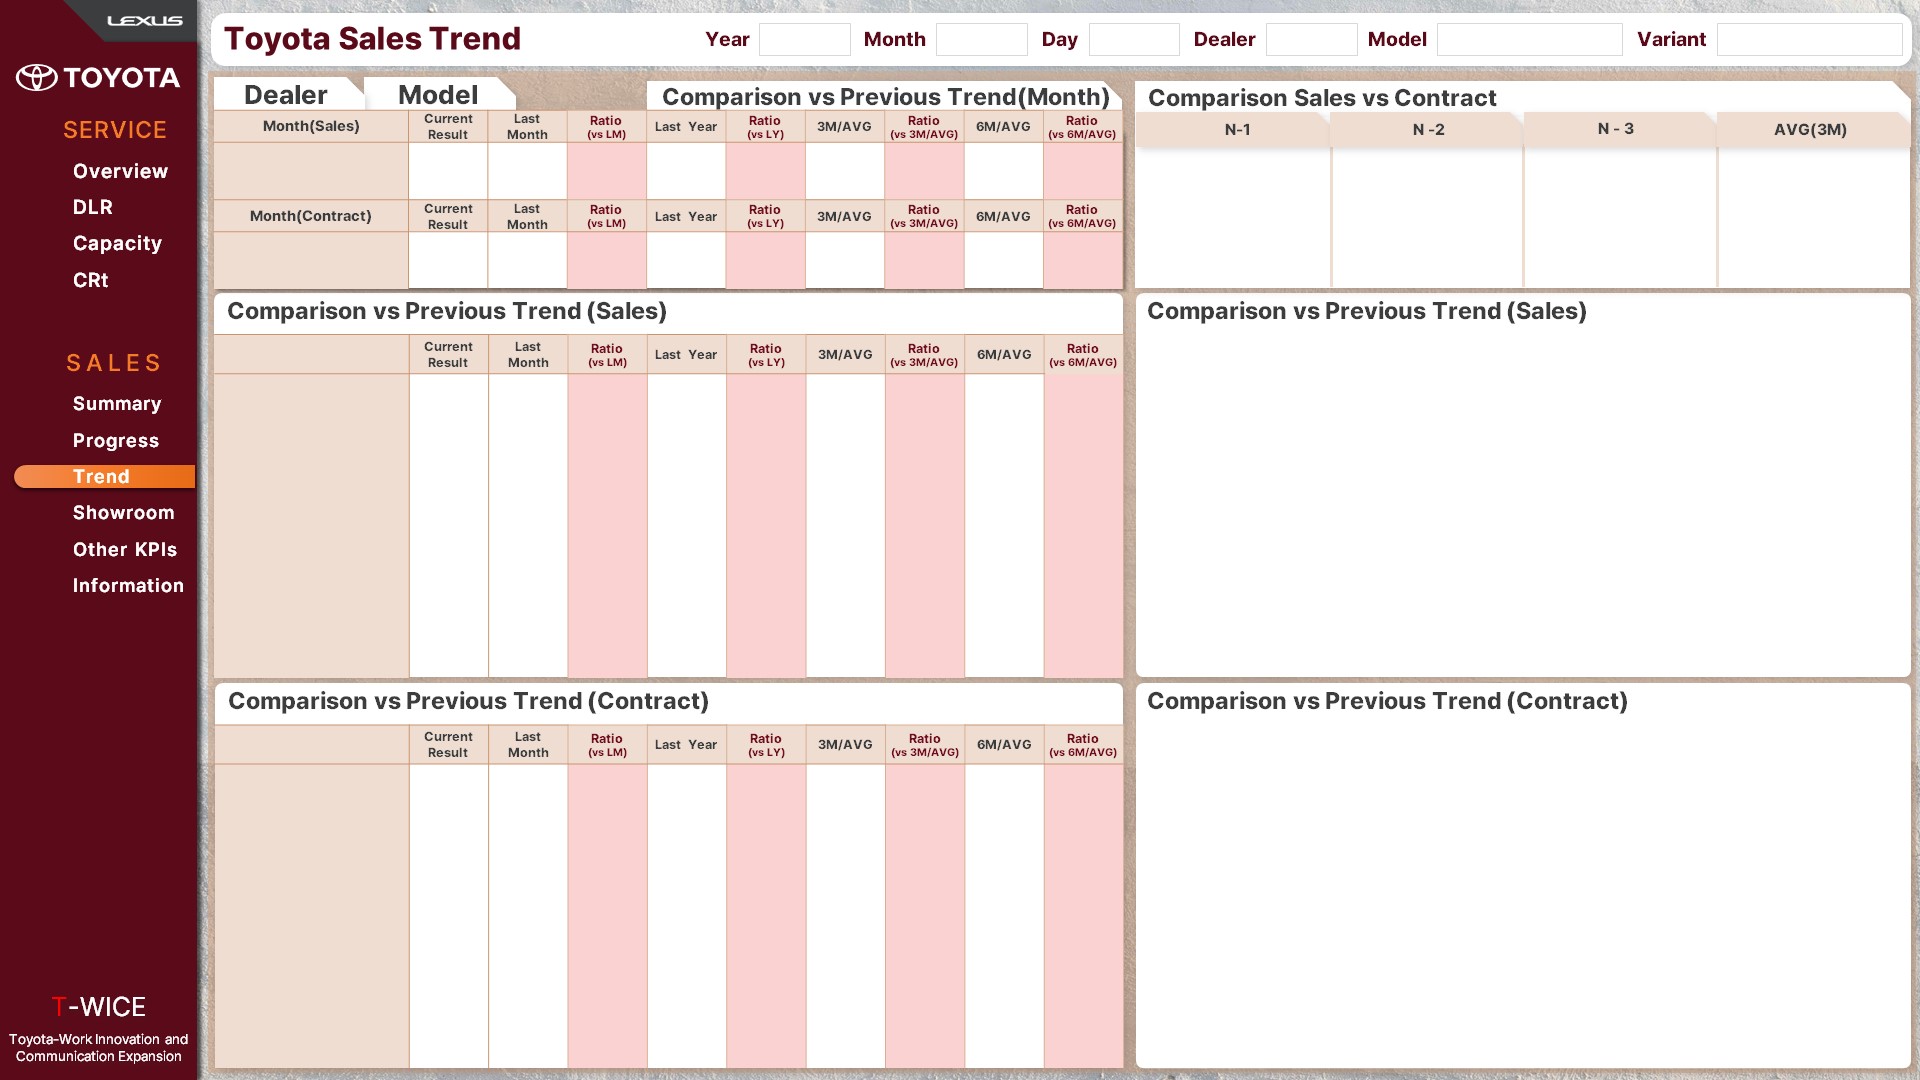 LEXUS
TOYOTA
SERVICE
Overview
DLR
Capacity
CRt
SALES
Summary
Progress
Trend
Showroom
Other KPIs
Information
T-WICE
Toyota-Work Innovation and
Communication Expansion
Toyota Sales Trend
Year
Month
Day
Dealer
Model
Variant
Dealer
Model
Comparison vs Previous Trend(Month)
Month(Sales)
Current
Result
Last
Month
Ratio
(vs LM)
Last Year
Ratio
(vs LY)
3M/AVG
Ratio
(vs 3M/AVG)
6M/AVG
Ratio
(vs 6M/AVG)
Month(Contract)
Current
Result
Last
Month
Ratio
(vs LM)
Last Year
Ratio
(vs LY)
3M/AVG
Ratio
(vs 3M/AVG)
6M/AVG
Ratio
(vs 6M/AVG)
Comparison Sales vs Contract
N-1
N -2
N - 3
AVG(3M)
Comparison vs Previous Trend (Sales)
Current
Result
Last
Month
Ratio
(vs LM)
Last Year
Ratio
(vs LY)
3M/AVG
Ratio
(vs 3M/AVG)
6M/AVG
Ratio
(vs 6M/AVG)
Comparison vs Previous Trend (Sales)
Comparison vs Previous Trend (Contract)
Current
Result
Last
Month
Ratio
(vs LM)
Last Year
Ratio
(vs LY)
3M/AVG
Ratio
(vs 3M/AVG)
6M/AVG
Ratio
(vs 6M/AVG)
Comparison vs Previous Trend (Contract)